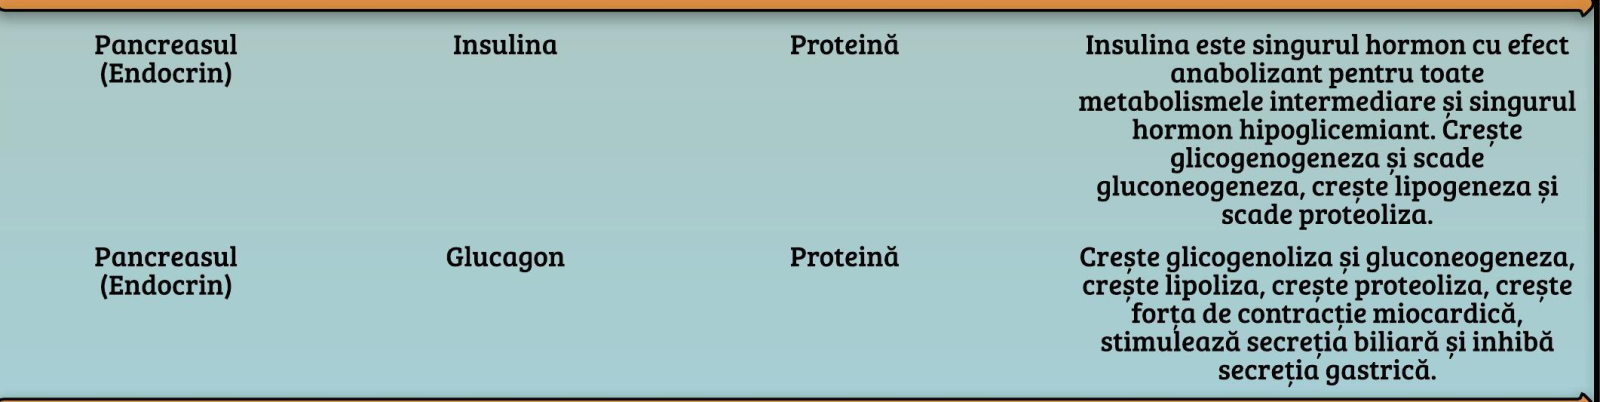 Pancreasul
(Endocrin)
Insulina
Proteină
Insulina este singurul hormon cu efect
anabolizant pentru toate
metabolismele intermediare și singurul
hormon hipoglicemiant. Crește
glicogenogeneza și scade
gluconeogeneza, crește lipogeneza și
scade proteoliza.
Pancreasul
(Endocrin)
Glucagon
Proteină
Crește glicogenoliza și gluconeogeneza,
crește lipoliza, crește proteoliza, crește
forța de contracție miocardică,
stimulează secreția biliară și inhibă
secreția gastrică.